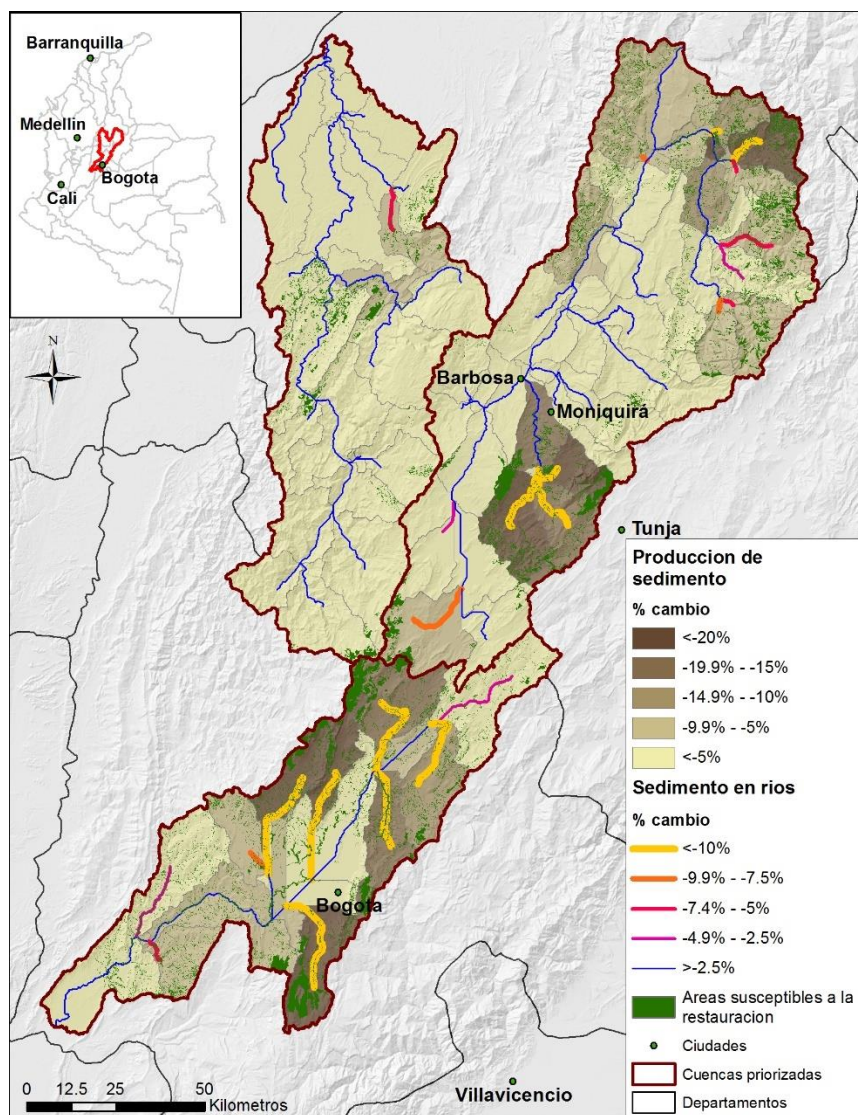 Barranquilla
Medellin
Bogota
Cali
N
Barbosa
Moniquirá
Tunja
Bogota
Villavicencio
Produccion de
sedimento
% cambio
<-20%
-19.9% - -15%
-14.9% - -10%
-9.9% - -5%
<-5%
Sedimento en rios
% cambio
<-10%
-9.9% - -7.5%
-7.4% - -5%
-4.9% - -2.5%
>-2.5%
Areas susceptibles a la
restauracion
Ciudades
Cuencas priorizadas
Departamentos
0 12.5 25 50
Kilometros